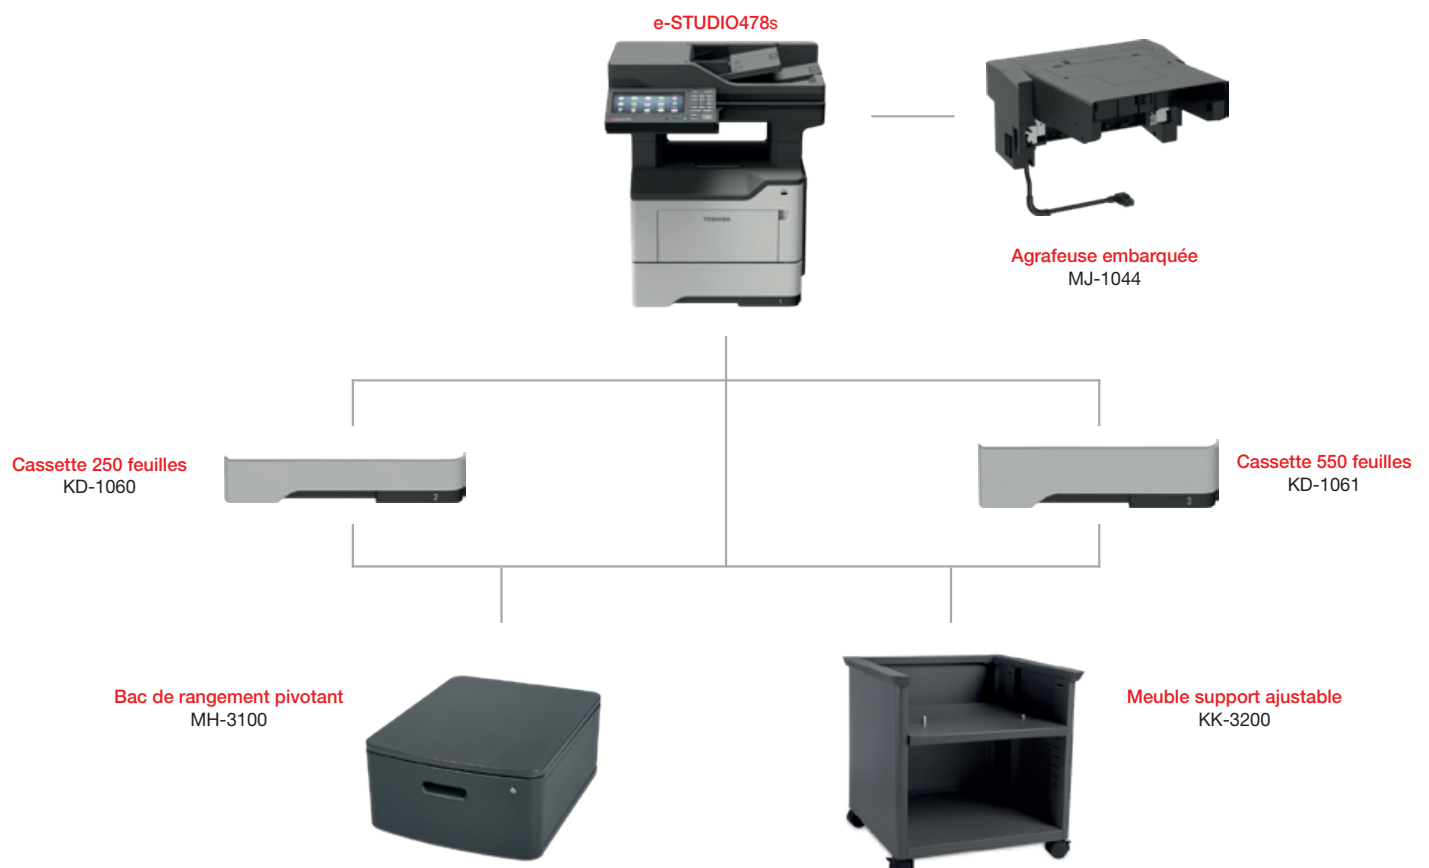 e-STUDIO478s
TOSHIBA
Agrafeuse embarquée
MJ-1044
Cassette 250 feuilles
KD-1060
Cassette 550 feuilles
KD-1061
Bac de rangement pivotant
MH-3100
Meuble support ajustable
KK-3200